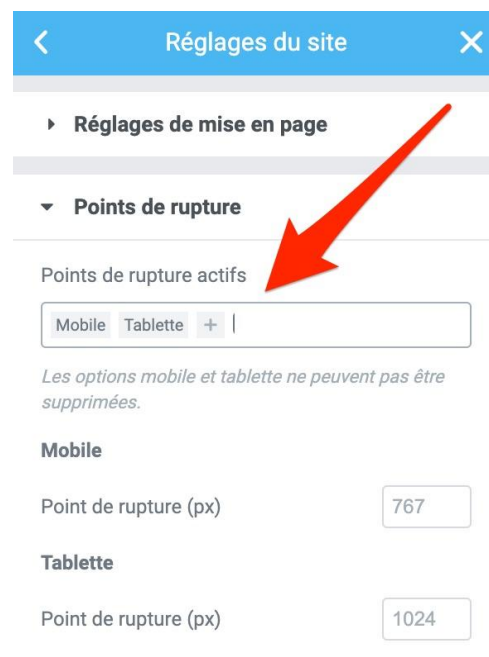 Réglages du site
Réglages de mise en page
Points de rupture
Points de rupture actifs
Mobile Tablette +
Les options mobile et tablette ne peuvent pas être
supprimées.
Mobile
Point de rupture (px) 767
Tablette
Point de rupture (px) 1024